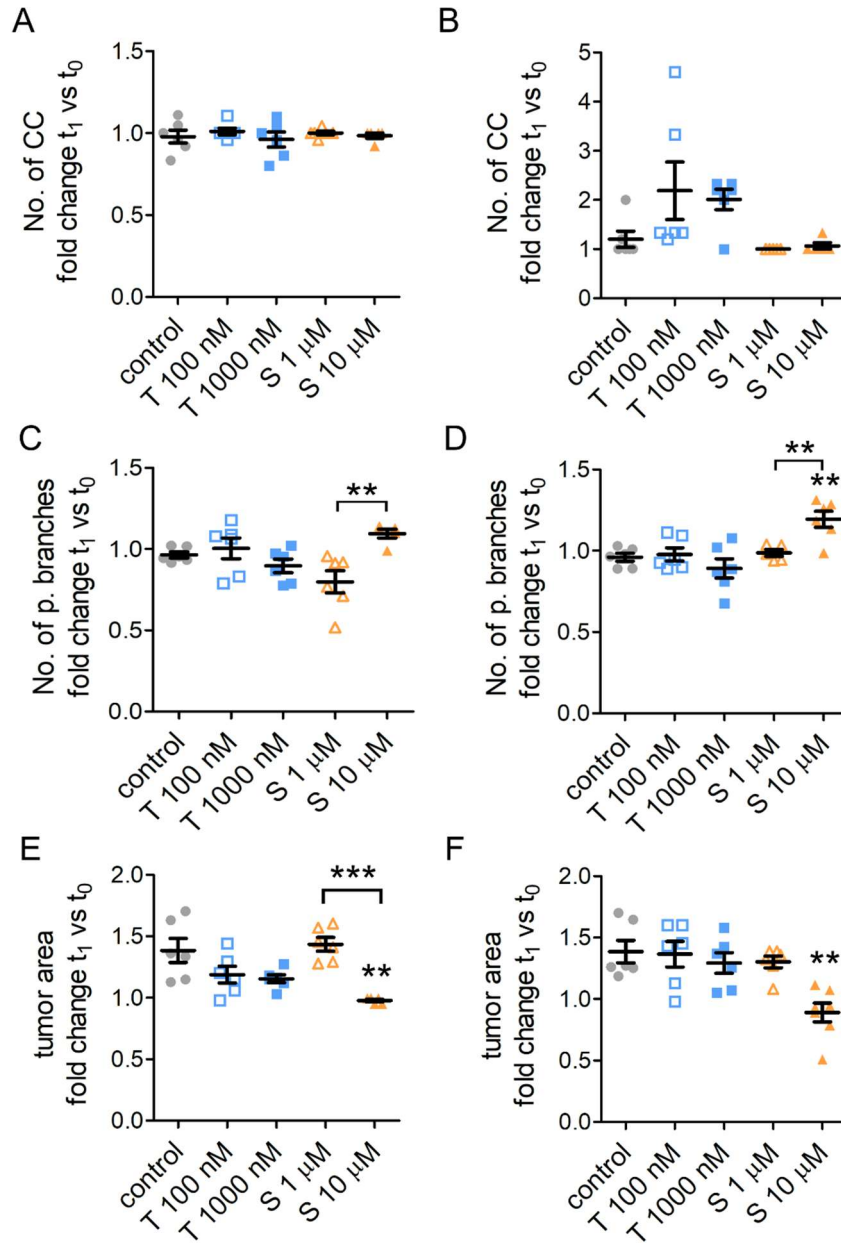 A
No. of CC
fold change t₁ vs t₀
1.5
1.0
0.5
0.0
control
T 100 nM
T 1000 nM
S 1 μM
S 10 μM
B
No. of CC
fold change t₁ vs t₀
5
4
3
2
1
0
control
T 100 nM
T 1000 nM
S 1 μM
S 10 μM
C
No. of p. branches
fold change t₁ vs t₀
1.5
1.0
0.5
0.0
**
control
T 100 nM
T 1000 nM
S 1 μM
S 10 μM
D
No. of p. branches
fold change t₁ vs t₀
1.5
1.0
0.5
0.0
**
**
control
T 100 nM
T 1000 nM
S 1 μM
S 10 μM
E
tumor area
fold change t₁ vs t₀
2.0
1.5
1.0
0.5
0.0
***
**
control
T 100 nM
T 1000 nM
S 1 μM
S 10 μM
F
tumor area
fold change t₁ vs t₀
2.0
1.5
1.0
0.5
0.0
**
control
T 100 nM
T 1000 nM
S 1 μM
S 10 μM